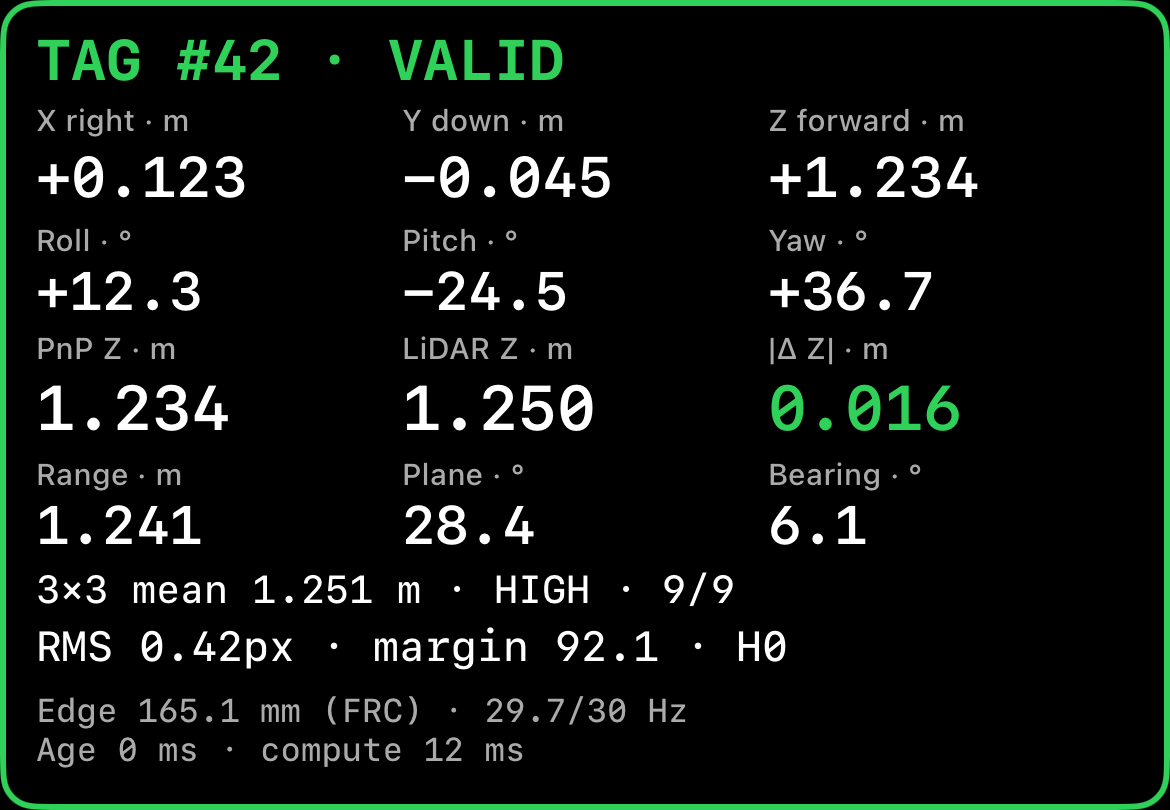 TAG #42 · VALID
X right · m Y down · m Z forward · m
+0.123 −0.045 +1.234
Roll · ° Pitch · ° Yaw · °
+12.3 −24.5 +36.7
PnP Z · m LiDAR Z · m |Δ Z| · m
1.234 1.250 0.016
Range · m Plane · ° Bearing · °
1.241 28.4 6.1
3×3 mean 1.251 m · HIGH · 9/9
RMS 0.42px · margin 92.1 · H0
Edge 165.1 mm (FRC) · 29.7/30 Hz
Age 0 ms · compute 12 ms